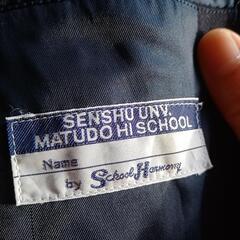 SENSHU UNV.
MATUDO HI SCHOOL
Name
by School Harmony